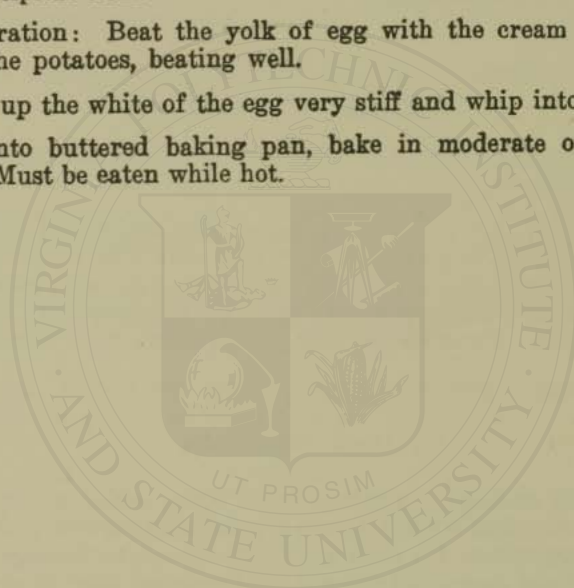 ration: Beat the yolk of egg with the cream
he potatoes, beating well.
up the white of the egg very stiff and whip into
nto buttered baking pan, bake in moderate o
Must be eaten while hot.
VIRGINIA POLYTECHNIC INSTITUTE
AND STATE UNIVERSITY
UT PROSIM